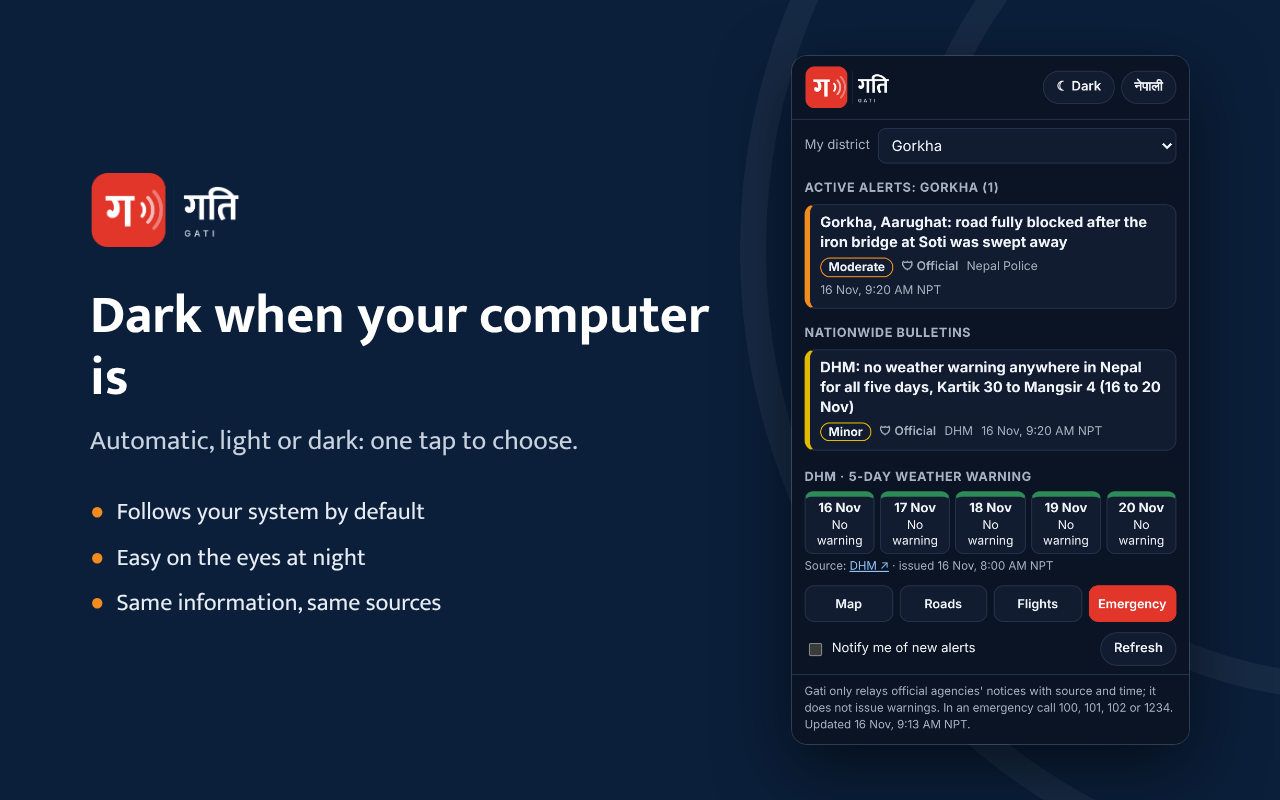 ग
गति
GATI
Dark when your computer
is
Automatic, light or dark: one tap to choose.
Follows your system by default
Easy on the eyes at night
Same information, same sources
ग
गति
GATI
Dark
नेपाली
My district
Gorkha
ACTIVE ALERTS: GORKHA (1)
Gorkha, Aarughat: road fully blocked after the
iron bridge at Soti was swept away
Moderate Official Nepal Police
16 Nov, 9:20 AM NPT
NATIONWIDE BULLETINS
DHM: no weather warning anywhere in Nepal
for all five days, Kartik 30 to Mangsir 4 (16 to 20
Nov)
Minor Official DHM 16 Nov, 9:20 AM NPT
DHM · 5-DAY WEATHER WARNING
16 Nov
No
warning
17 Nov
No
warning
18 Nov
No
warning
19 Nov
No
warning
20 Nov
No
warning
Source: DHM ↗ · issued 16 Nov, 8:00 AM NPT
Map
Roads
Flights
Emergency
Notify me of new alerts
Refresh
Gati only relays official agencies' notices with source and time; it
does not issue warnings. In an emergency call 100, 101, 102 or 1234.
Updated 16 Nov, 9:13 AM NPT.